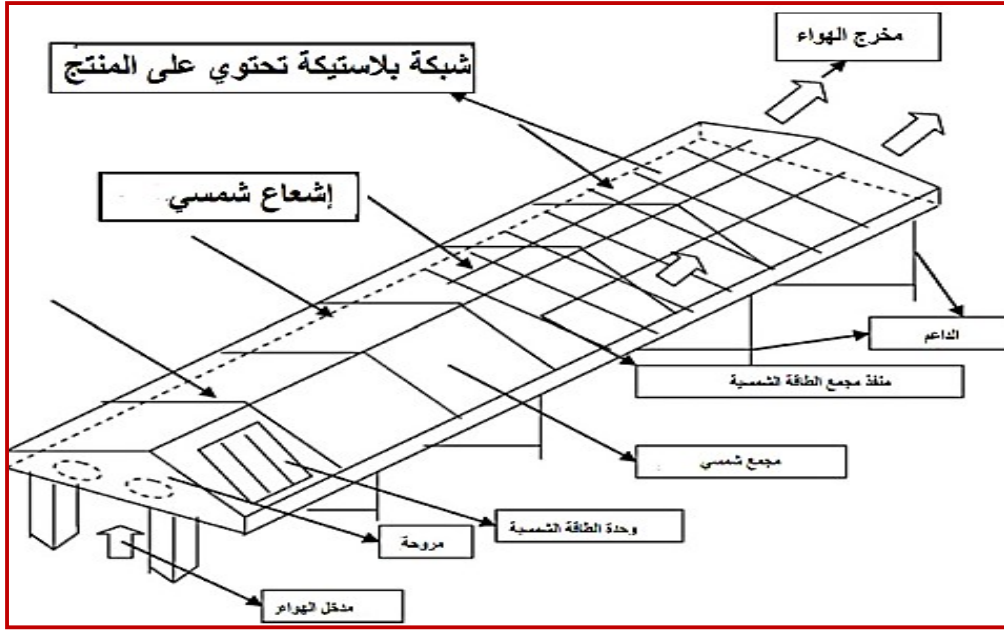 مخرج الهواء
شبكة بلاستيكة تحتوي على المنتج
إشعاع شمسي
الداعم
منفذ مجمع الطاقة الشمسية
مجمع شمسي
وحدة الطاقة الشمسية
مروحة
مدخل الهواء